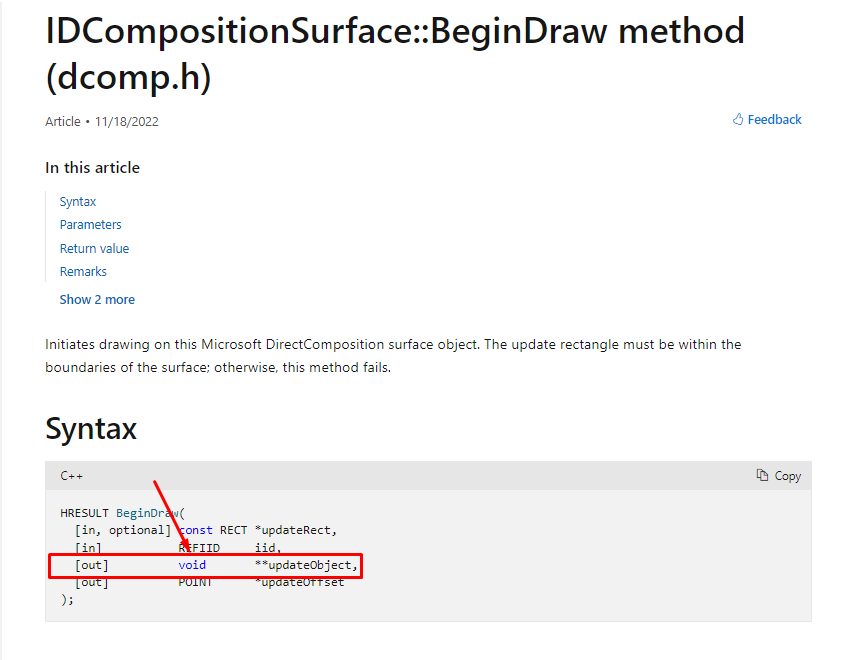 IDCompositionSurface::BeginDraw method
(dcomp.h)
Article • 11/18/2022
Feedback
In this article
Syntax
Parameters
Return value
Remarks
Show 2 more
Initiates drawing on this Microsoft DirectComposition surface object. The update rectangle must be within the
boundaries of the surface; otherwise, this method fails.
Syntax
C++
Copy
HRESULT BeginDraw(
[in, optional] const RECT *updateRect,
[in] REFIID iid,
[out] void **updateObject,
[out] POINT *updateOffset
);